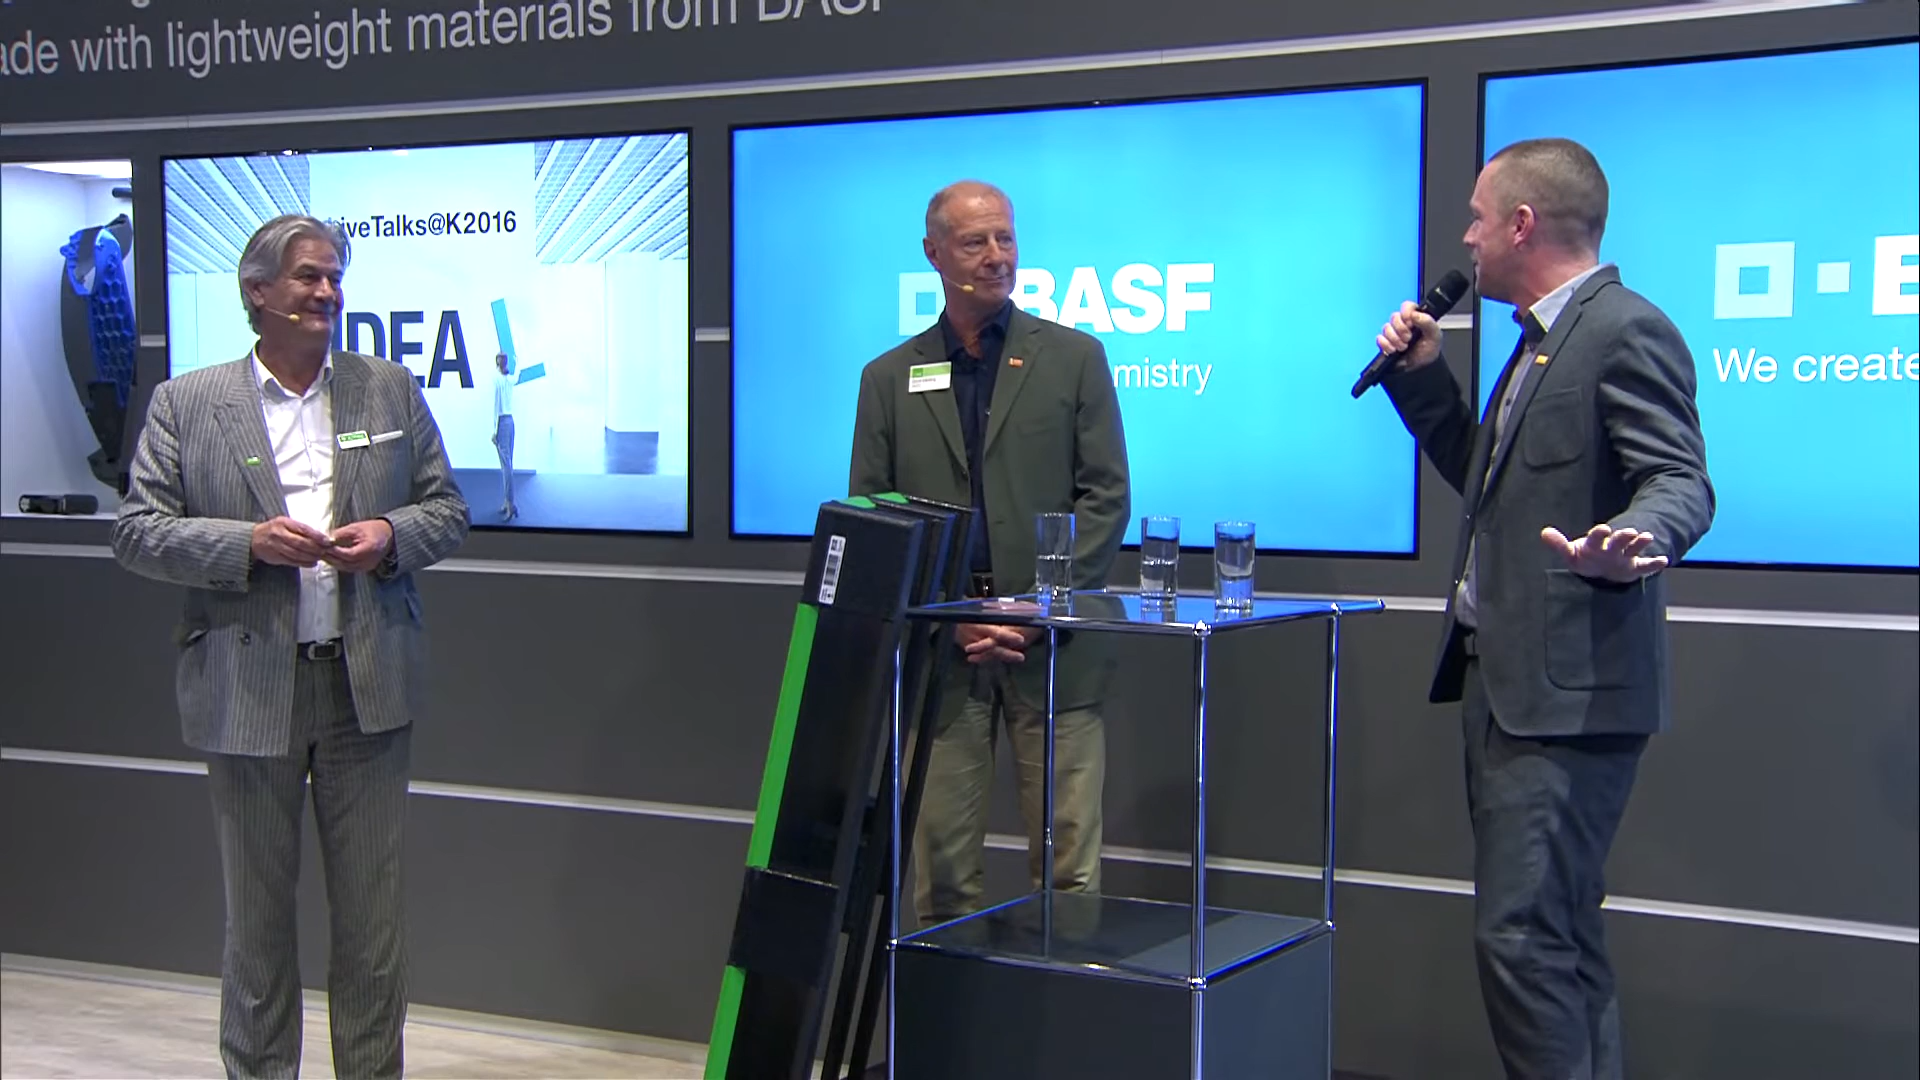 ade with lightweight materials from BASF
iveTalks@K2016
IDEA
BASF
mistry
We create